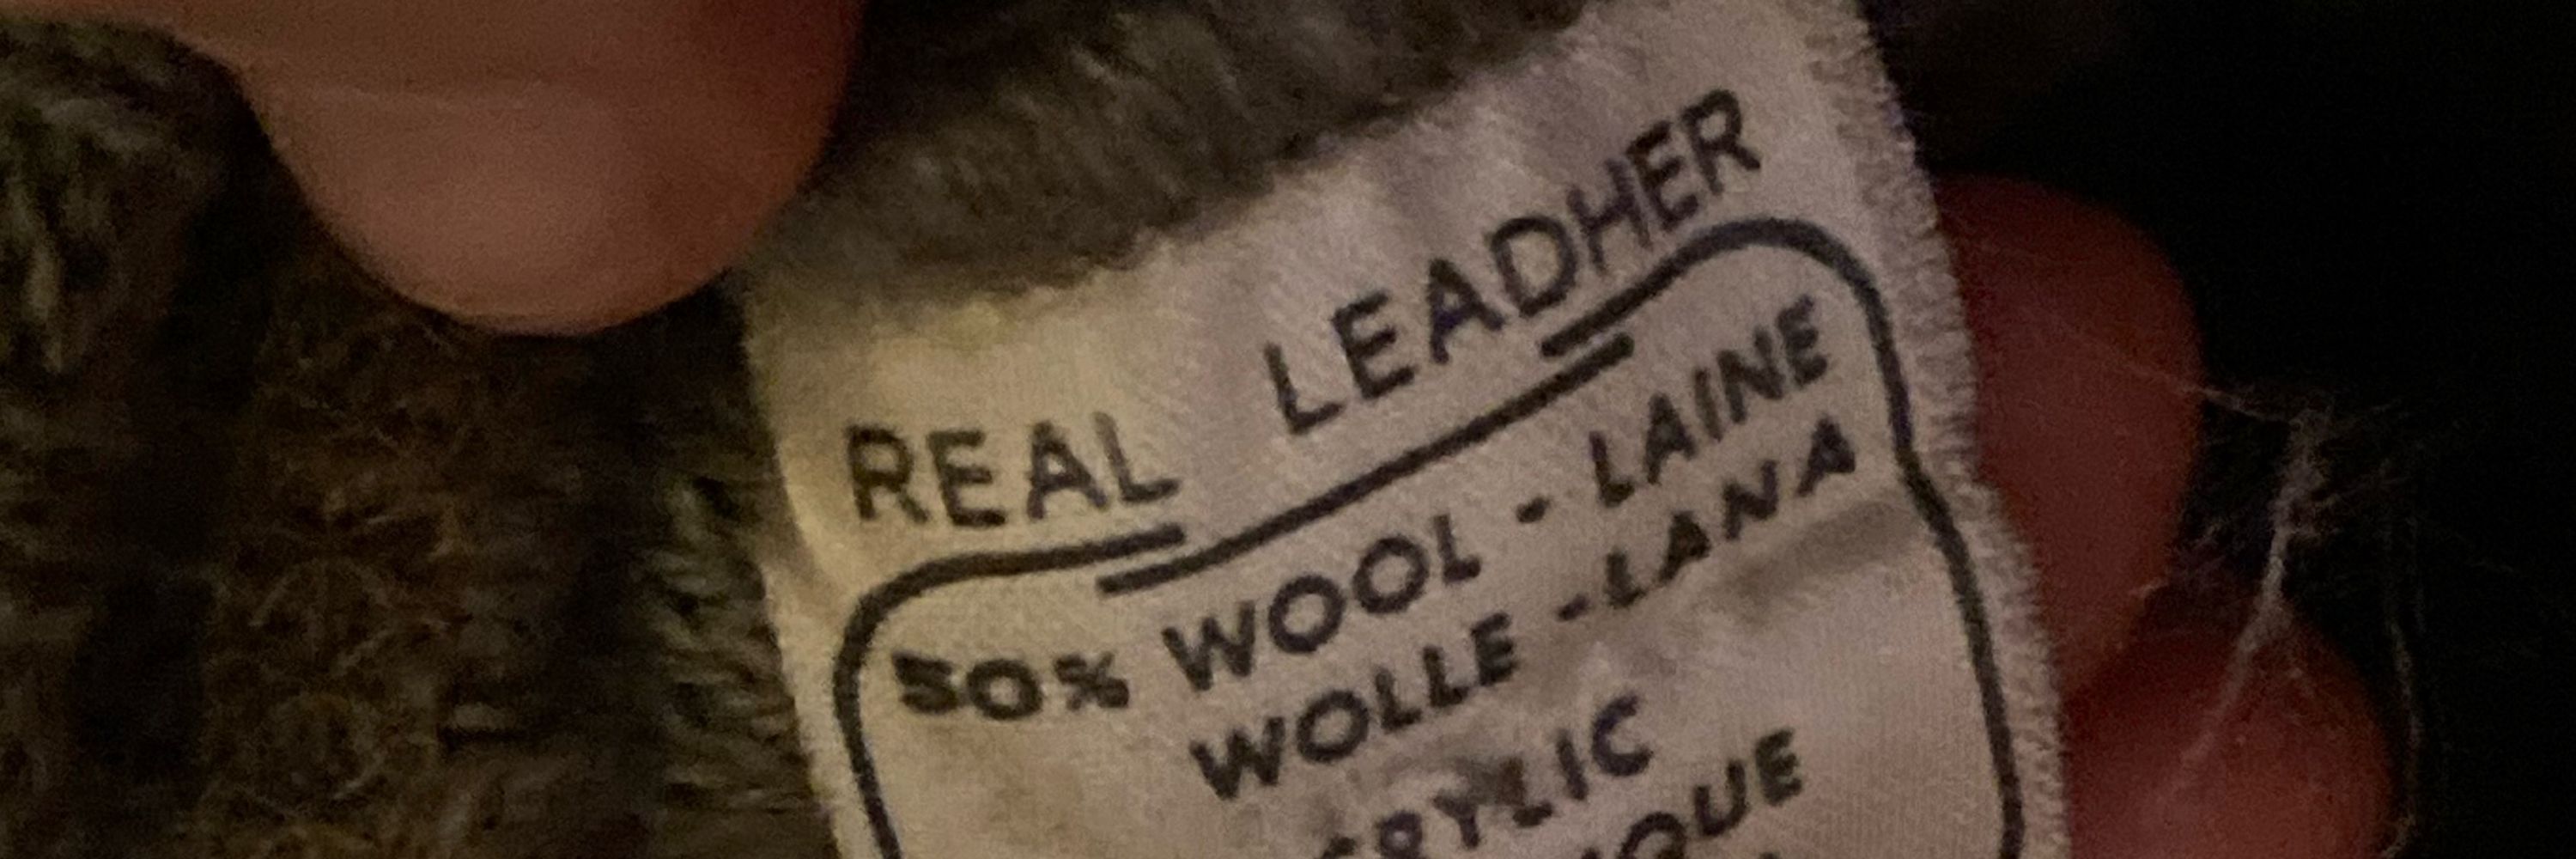 REAL LEADHER
50% WOOL - LAINE
WOLLE - LANA